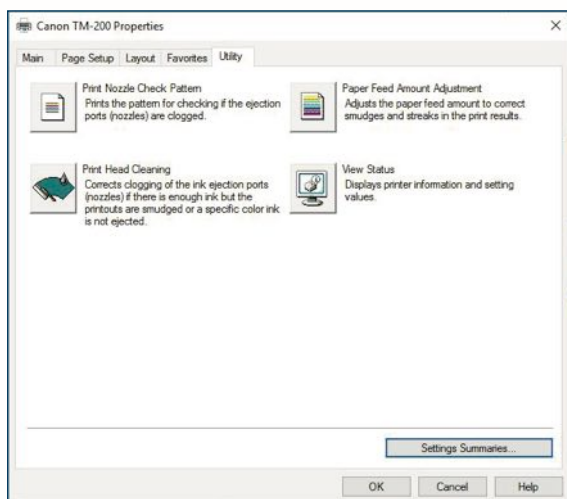 Canon TM-200 Properties
Main Page Setup Layout Favorites Utility
Print Nozzle Check Pattern
Prints the pattern for checking if the ejection
ports (nozzles) are clogged.
Paper Feed Amount Adjustment
Adjusts the paper feed amount to correct
smudges and streaks in the print results.
Print Head Cleaning
Corrects clogging of the ink ejection ports
(nozzles) if there is enough ink but the
printouts are smudged or a specific color ink
is not ejected.
View Status
Displays printer information and setting
values.
Settings Summaries...
OK Cancel Help